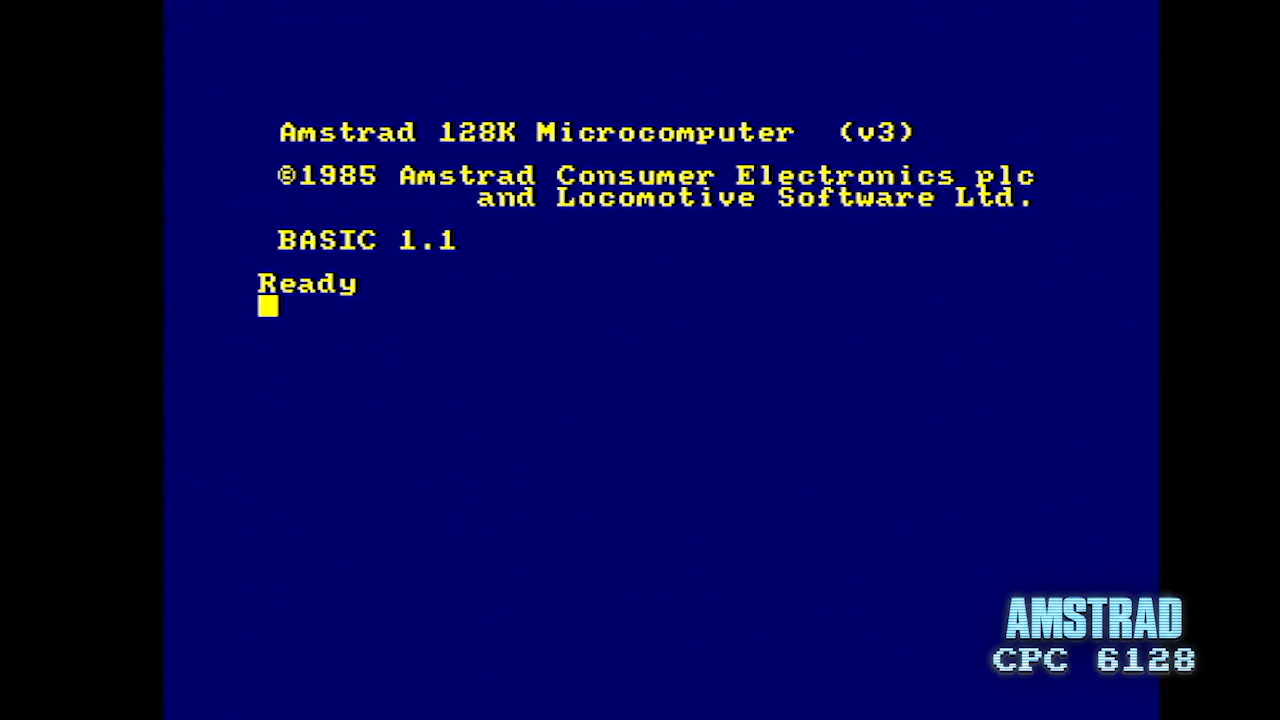 Amstrad 128K Microcomputer (v3)
©1985 Amstrad Consumer Electronics plc
and Locomotive Software Ltd.
BASIC 1.1
Ready
AMSTRAD
CPC 6128